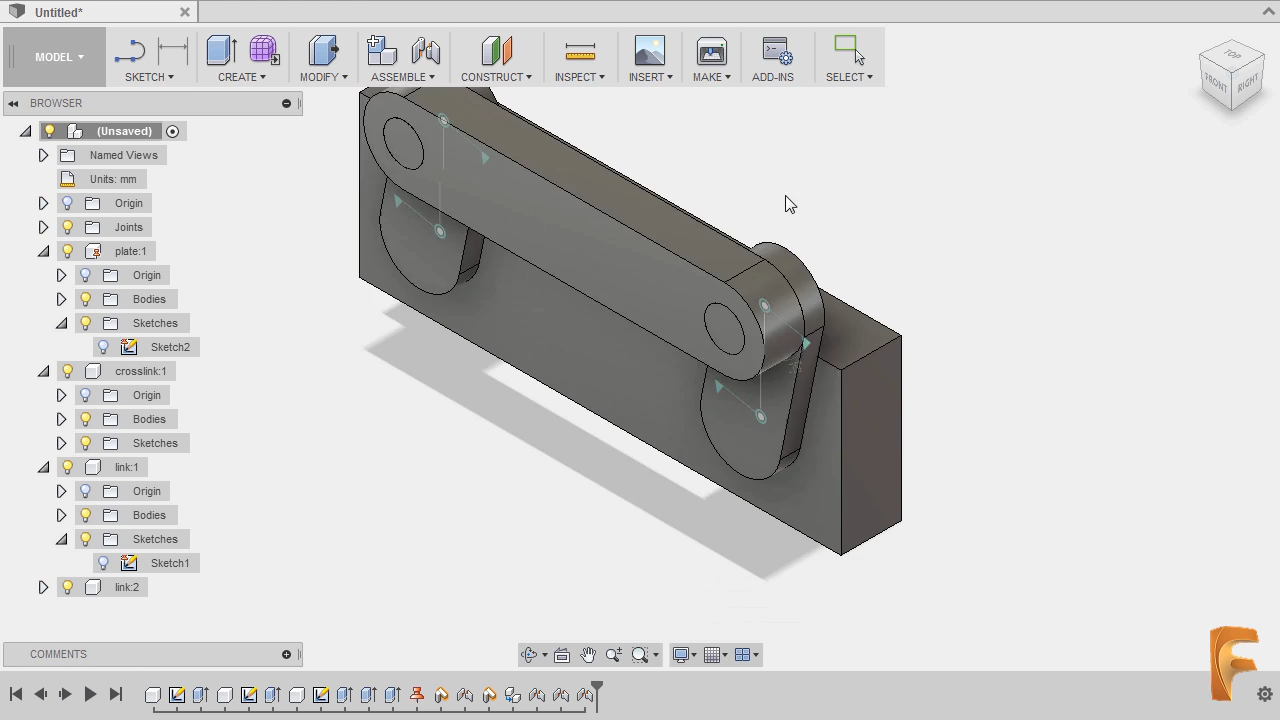 Untitled*
MODEL
SKETCH
CREATE
MODIFY
ASSEMBLE
CONSTRUCT
INSPECT
INSERT
MAKE
ADD-INS
SELECT
TOP
FRONT
RIGHT
BROWSER
(Unsaved)
Named Views
Units: mm
Origin
Joints
plate:1
Origin
Bodies
Sketches
Sketch2
crosslink:1
Origin
Bodies
Sketches
link:1
Origin
Bodies
Sketches
Sketch1
link:2
COMMENTS